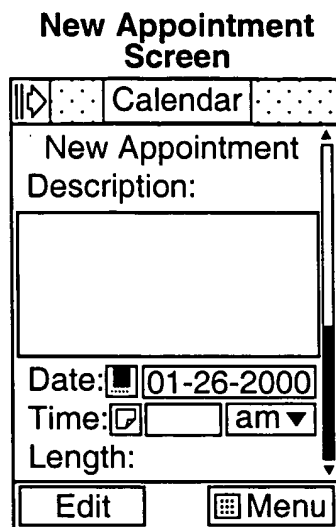 New Appointment
Screen
Calendar
New Appointment
Description:
Date: 01-26-2000
Time: am
Length:
Edit Menu